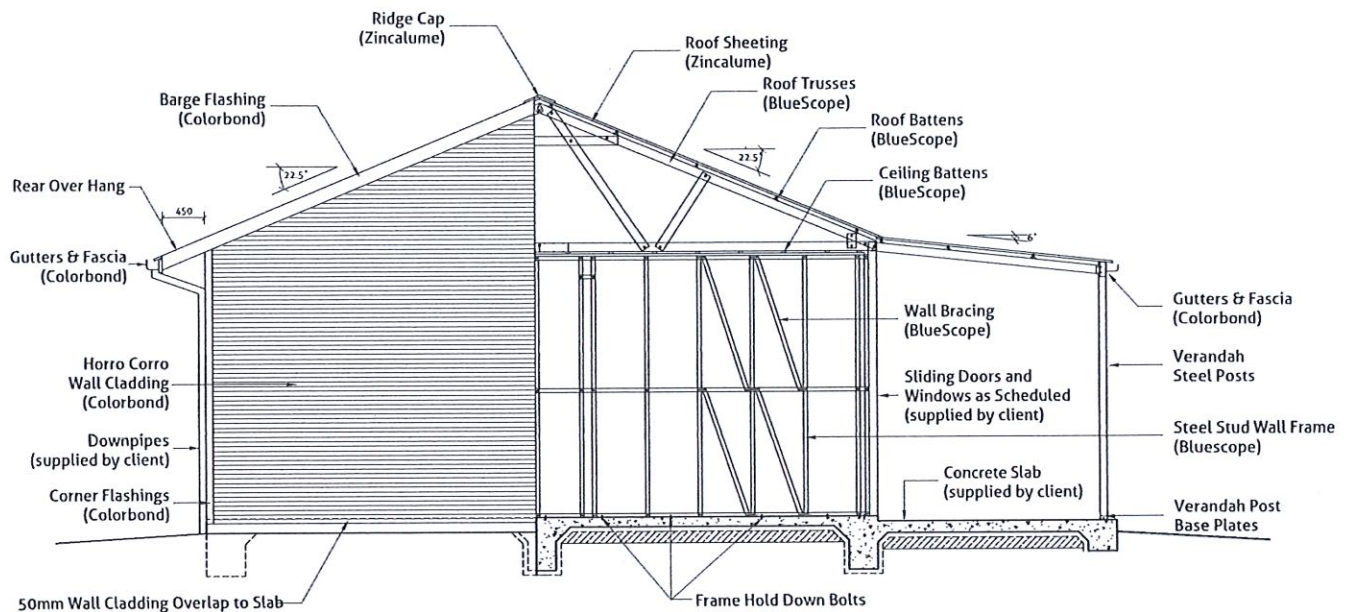 Ridge Cap
(Zincalume)
Roof Sheeting
(Zincalume)
Roof Trusses
(BlueScope)
Barge Flashing
(Colorbond)
Roof Battens
(BlueScope)
22.5°
22.5°
Ceiling Battens
(BlueScope)
Rear Over Hang
450
6°
Gutters & Fascia
(Colorbond)
Gutters & Fascia
(Colorbond)
Wall Bracing
(BlueScope)
Verandah
Steel Posts
Horro Corro
Wall Cladding
(Colorbond)
Sliding Doors and
Windows as Scheduled
(supplied by client)
Downpipes
(supplied by client)
Steel Stud Wall Frame
(Bluescope)
Concrete Slab
(supplied by client)
Corner Flashings
(Colorbond)
Verandah Post
Base Plates
50mm Wall Cladding Overlap to Slab
Frame Hold Down Bolts